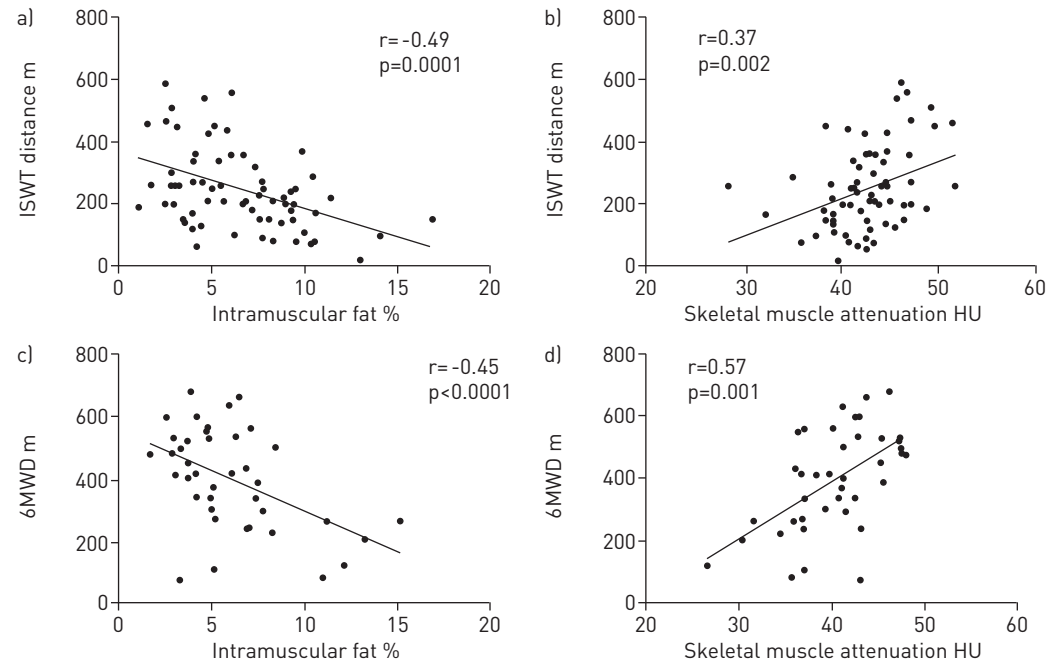 a)
800
600
400
200
0
ISWT distance m
r= -0.49
p=0.0001
0 5 10 15 20
Intramuscular fat %
b)
800
600
400
200
0
ISWT distance m
r=0.37
p=0.002
20 30 40 50 60
Skeletal muscle attenuation HU
c)
800
600
400
200
0
6MWD m
r= -0.45
p<0.0001
0 5 10 15 20
Intramuscular fat %
d)
800
600
400
200
0
6MWD m
r=0.57
p=0.001
20 30 40 50 60
Skeletal muscle attenuation HU